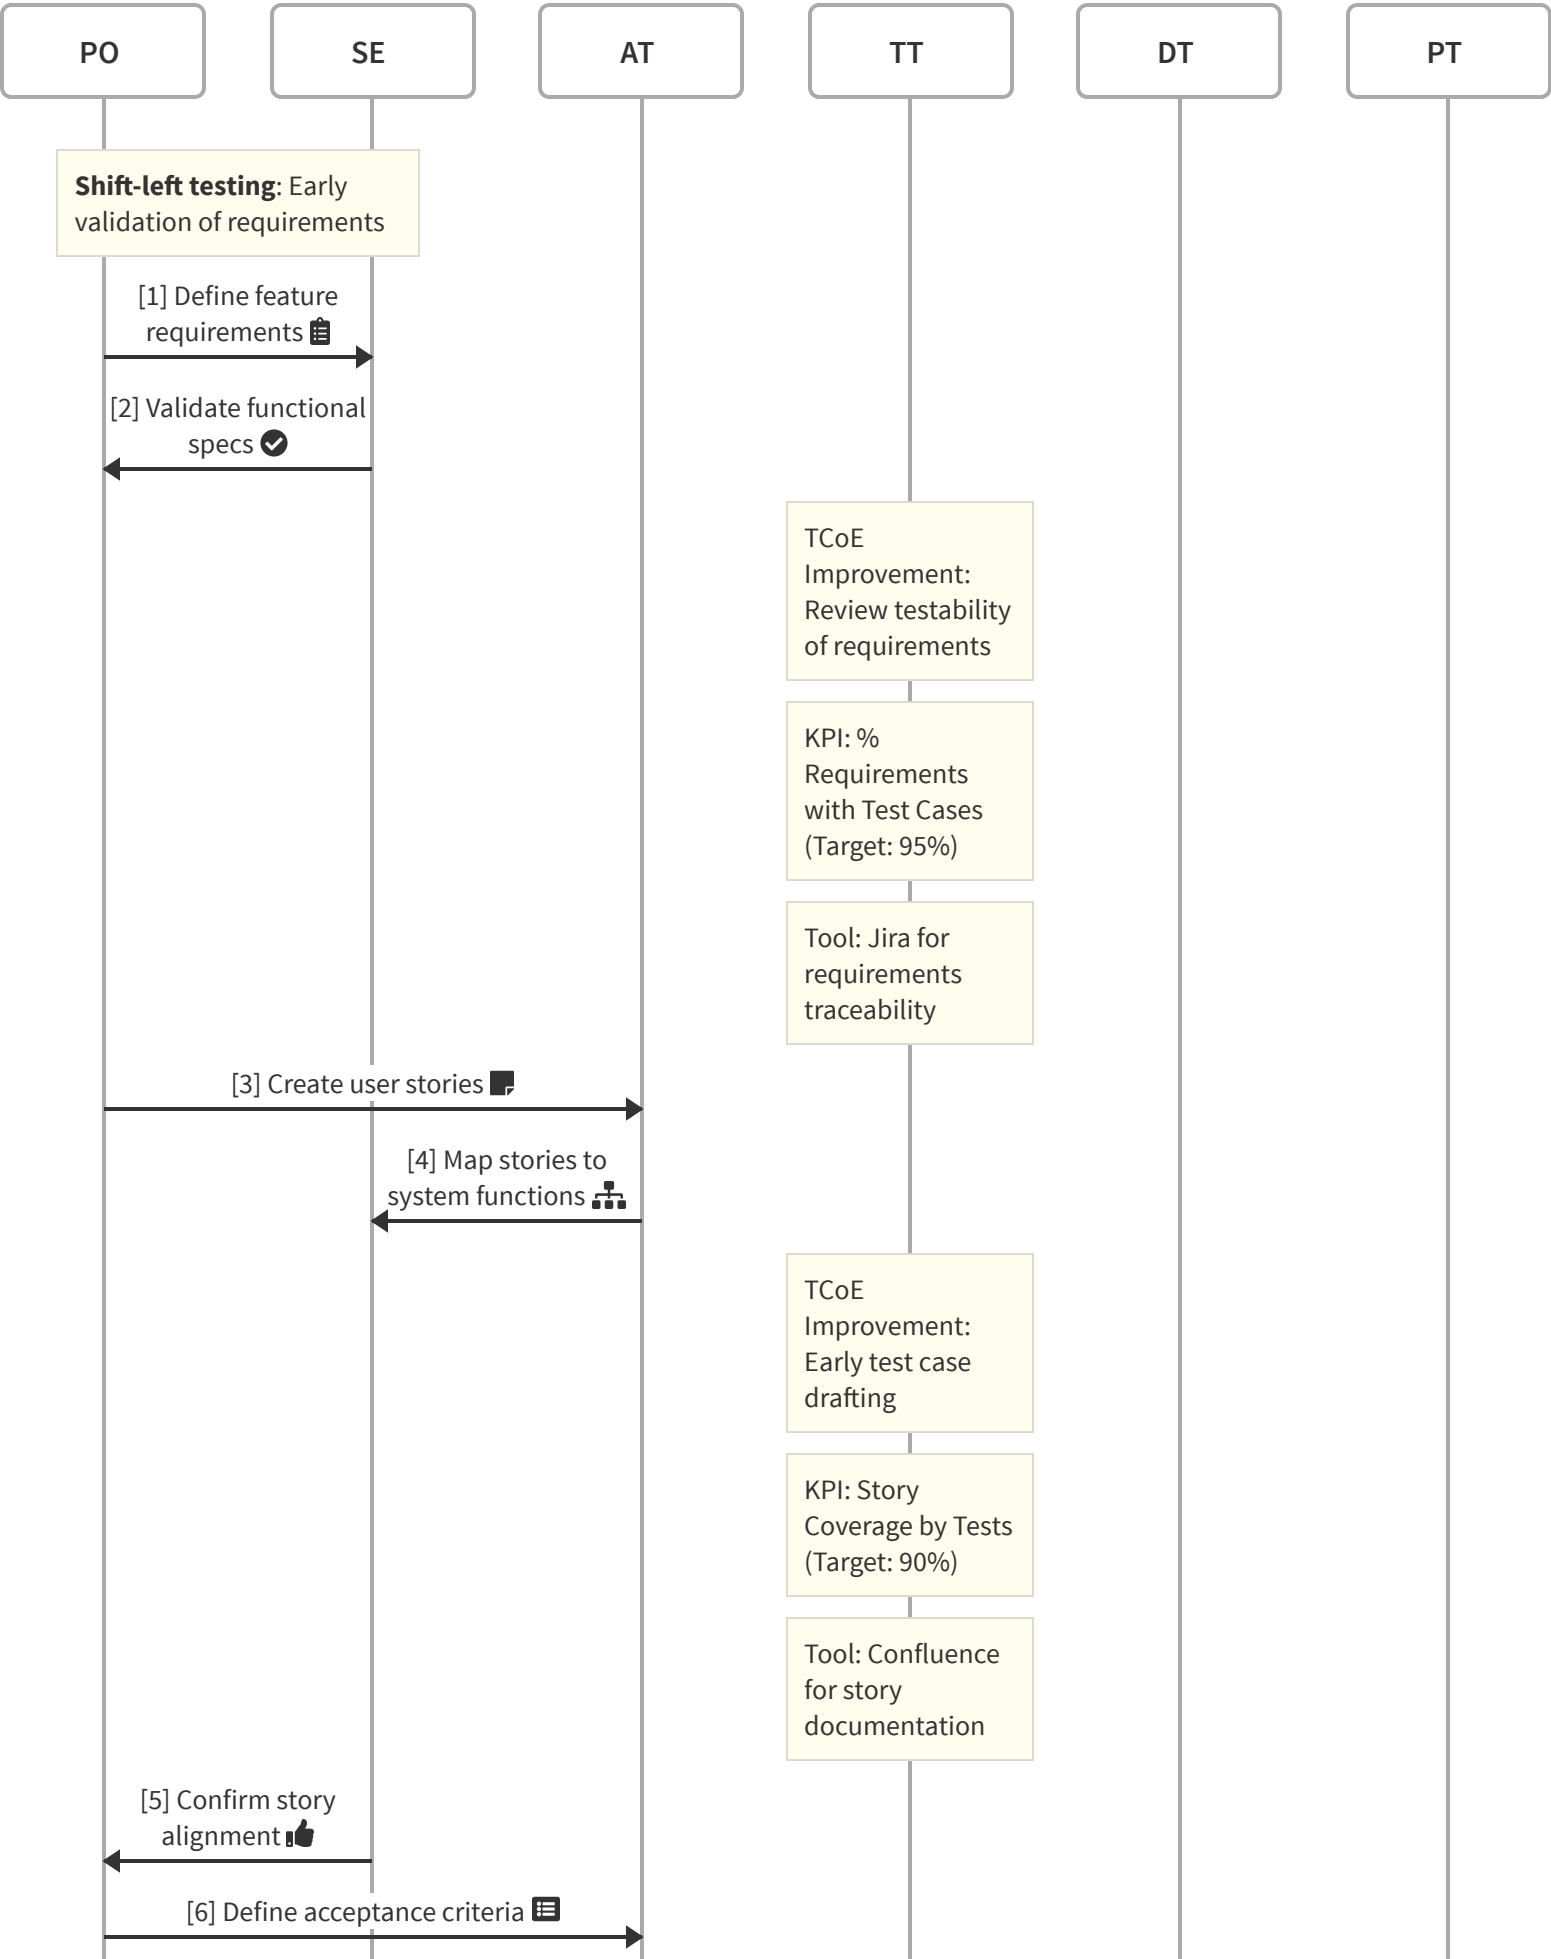 PO
SE
AT
TT
DT
PT
Shift-left testing: Early
validation of requirements
[1] Define feature
requirements
[2] Validate functional
specs
TCoE
Improvement:
Review testability
of requirements
KPI: %
Requirements
with Test Cases
(Target: 95%)
Tool: Jira for
requirements
traceability
[3] Create user stories
[4] Map stories to
system functions
TCoE
Improvement:
Early test case
drafting
KPI: Story
Coverage by Tests
(Target: 90%)
Tool: Confluence
for story
documentation
[5] Confirm story
alignment
[6] Define acceptance criteria